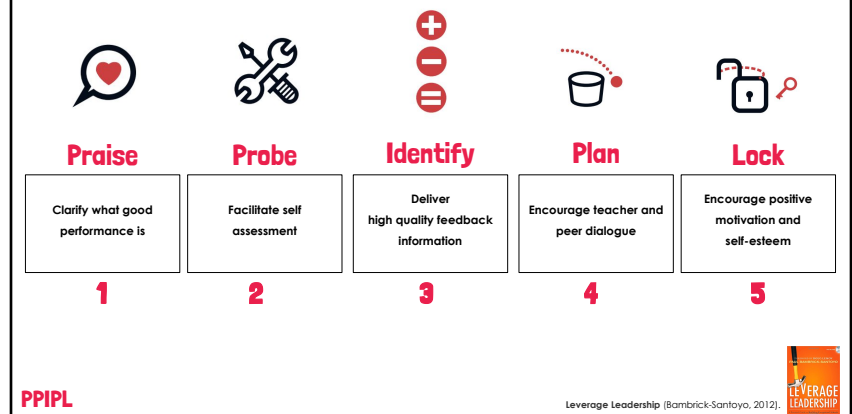 Praise
Probe
Identify
Plan
Lock
Clarify what good
performance is
Facilitate self
assessment
Deliver
high quality feedback
information
Encourage teacher and
peer dialogue
Encourage positive
motivation and
self-esteem
1
2
3
4
5
PPIPL
Leverage Leadership (Bambrick-Santoyo, 2012).
LEVERAGE
LEADERSHIP